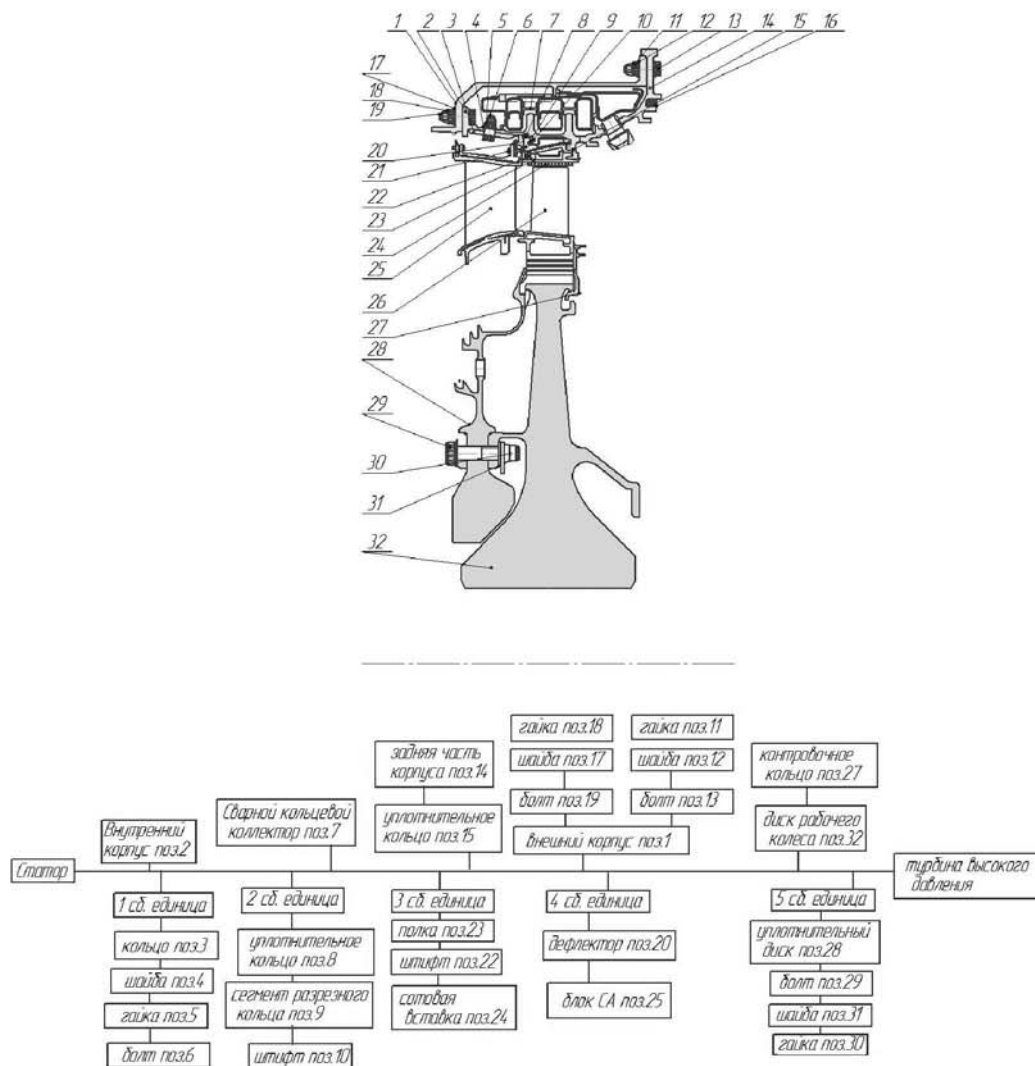 1 2 3 4 5 6 7 8 9 10 11 12 13 14 15 16
17
18
19
20
21
22
23
24
25
26
27
28
29
30
31
32
гайка поз.18
гайка поз.11
задняя часть
корпуса поз.14
шайба поз.17
шайба поз.12
контровочное
кольцо поз.27
Сварной кольцевой
коллектор поз.7
уплотнительное
кольцо поз.15
болт поз.19
болт поз.13
диск рабочего
колеса поз.32
Внутренний
корпус поз.2
внешний корпус поз.1
Статор
турбина высокого
давления
1 сб. единица
2 сб. единица
3 сб. единица
4 сб. единица
5 сб. единица
кольцо поз.3
шайба поз.4
гайка поз.5
болт поз.6
уплотнительное
кольцо поз.8
сегмент разрезного
кольца поз.9
штифт поз.10
полка поз.23
штифт поз.22
сотовая
вставка поз.24
дефлектор поз.20
блок СА поз.25
уплотнительный
диск поз.28
болт поз.29
шайба поз.31
гайка поз.30